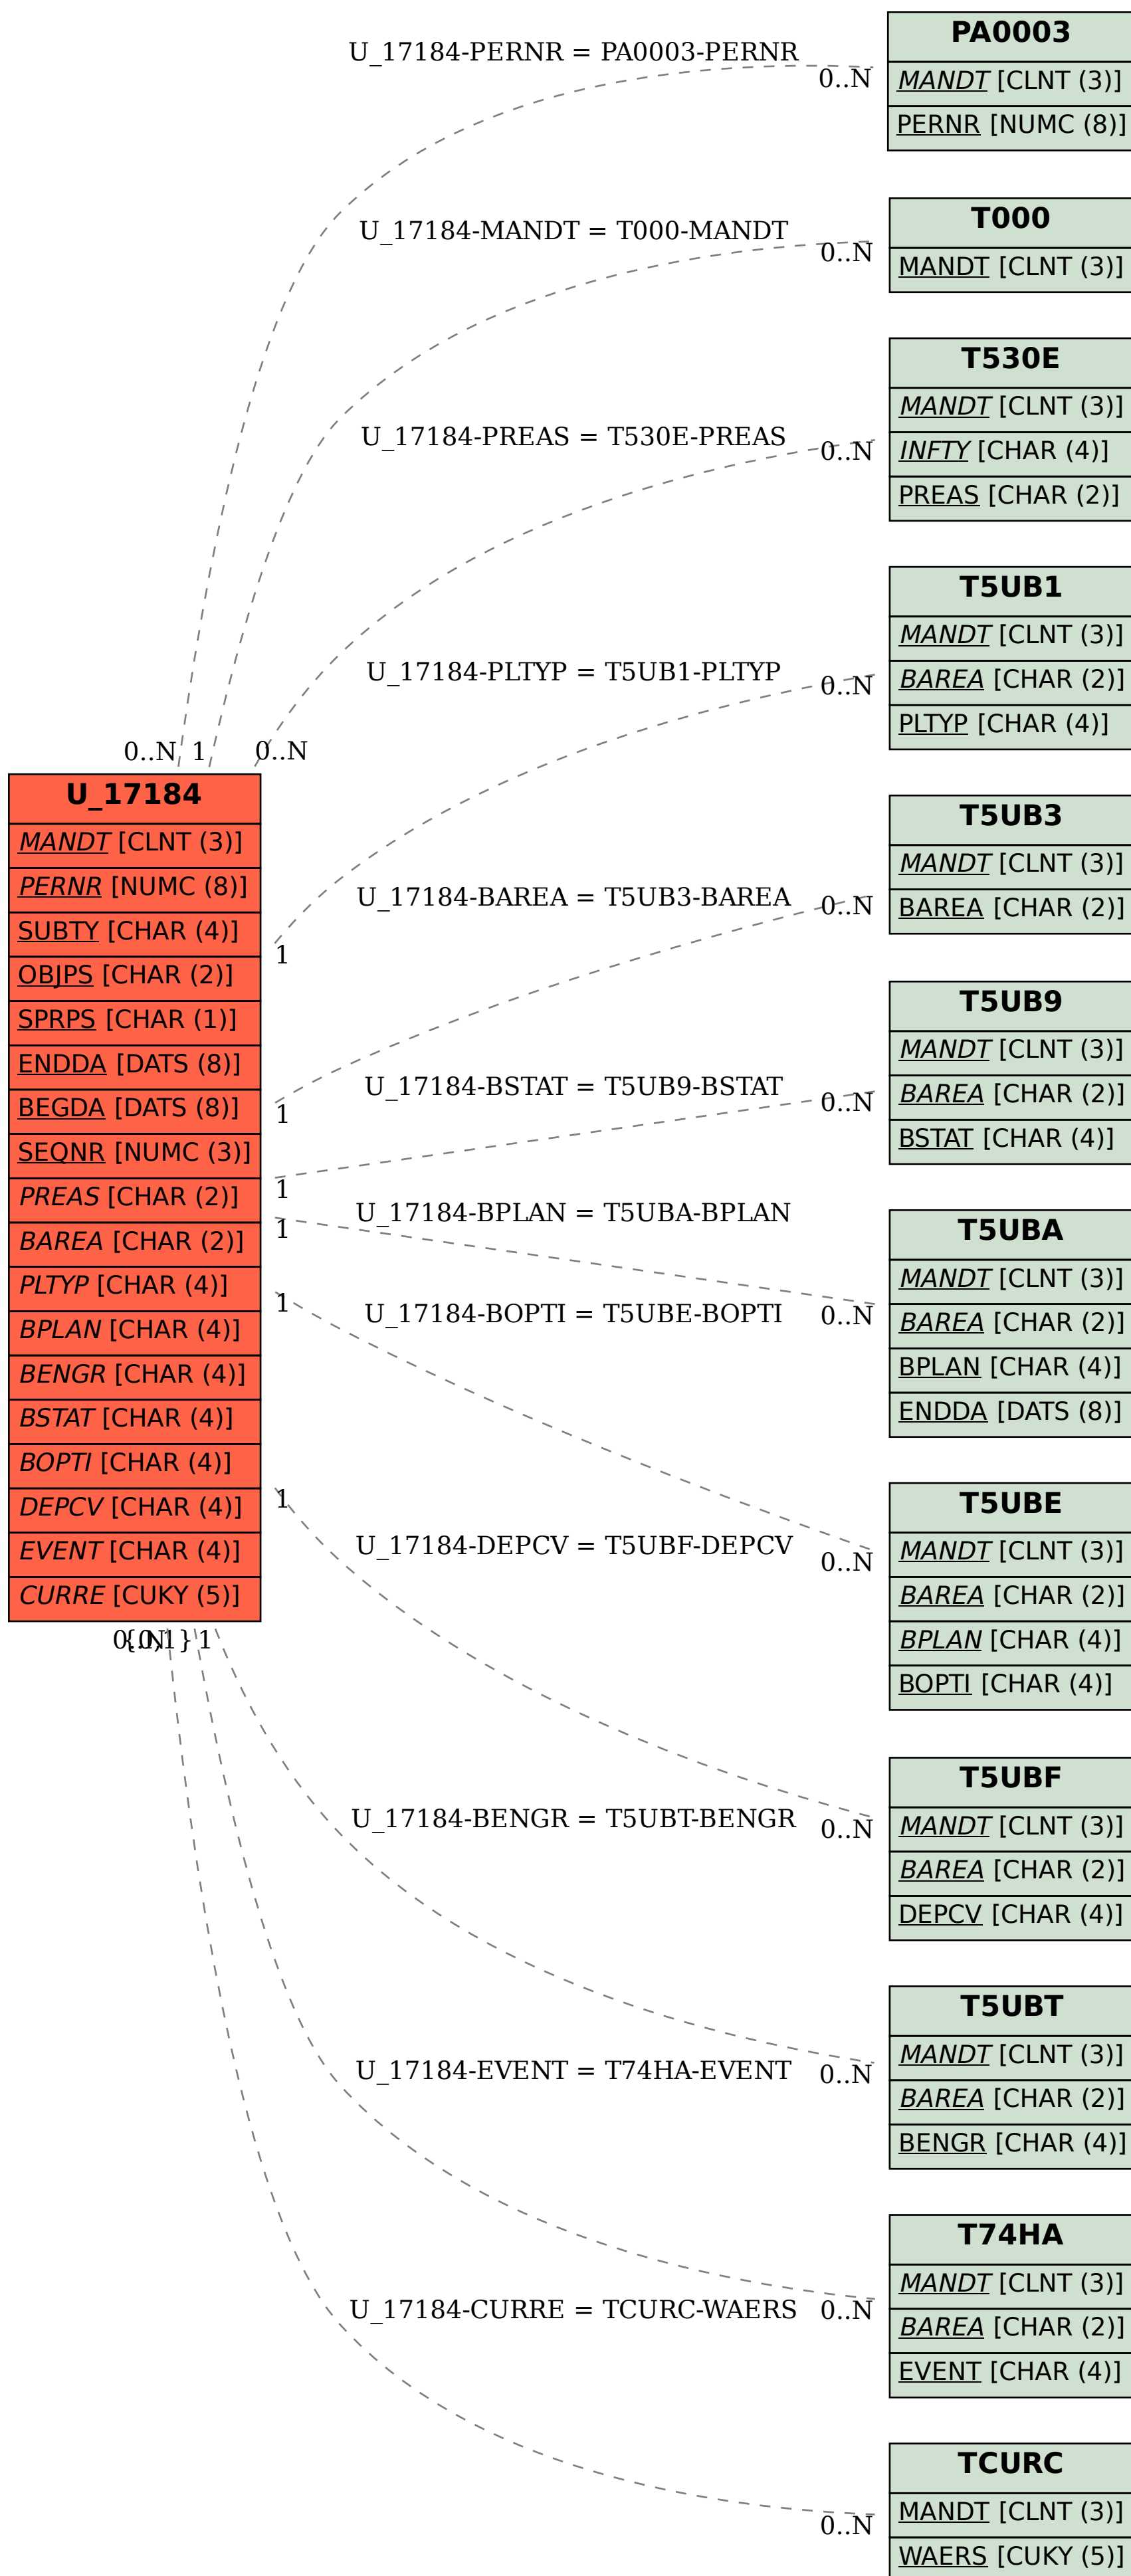 PA0003
U_17184-PERNR = PA0003-PERNR
0..N
MANDT [CLNT (3)]
PERNR [NUMC (8)]
T000
U_17184-MANDT = T000-MANDT
0..N
MANDT [CLNT (3)]
T530E
MANDT [CLNT (3)]
U_17184-PREAS = T530E-PREAS
0..N
INFTY [CHAR (4)]
PREAS [CHAR (2)]
T5UB1
MANDT [CLNT (3)]
U_17184-PLTYP = T5UB1-PLTYP
0..N
BAREA [CHAR (2)]
PLTYP [CHAR (4)]
0..N
1
0..N
U_17184
MANDT [CLNT (3)]
PERNR [NUMC (8)]
SUBTY [CHAR (4)]
OBJPS [CHAR (2)]
SPRPS [CHAR (1)]
ENDDA [DATS (8)]
BEGDA [DATS (8)]
SEQNR [NUMC (3)]
PREAS [CHAR (2)]
BAREA [CHAR (2)]
PLTYP [CHAR (4)]
BPLAN [CHAR (4)]
BENGR [CHAR (4)]
BSTAT [CHAR (4)]
BOPTI [CHAR (4)]
DEPCV [CHAR (4)]
EVENT [CHAR (4)]
CURRE [CUKY (5)]
1
1
1
1
1
1
0..N
{0,1}
1
T5UB3
MANDT [CLNT (3)]
U_17184-BAREA = T5UB3-BAREA
0..N
BAREA [CHAR (2)]
T5UB9
MANDT [CLNT (3)]
U_17184-BSTAT = T5UB9-BSTAT
0..N
BAREA [CHAR (2)]
BSTAT [CHAR (4)]
U_17184-BPLAN = T5UBA-BPLAN
T5UBA
MANDT [CLNT (3)]
U_17184-BOPTI = T5UBE-BOPTI
0..N
BAREA [CHAR (2)]
BPLAN [CHAR (4)]
ENDDA [DATS (8)]
T5UBE
U_17184-DEPCV = T5UBF-DEPCV
0..N
MANDT [CLNT (3)]
BAREA [CHAR (2)]
BPLAN [CHAR (4)]
BOPTI [CHAR (4)]
T5UBF
U_17184-BENGR = T5UBT-BENGR
0..N
MANDT [CLNT (3)]
BAREA [CHAR (2)]
DEPCV [CHAR (4)]
T5UBT
U_17184-EVENT = T74HA-EVENT
0..N
MANDT [CLNT (3)]
BAREA [CHAR (2)]
BENGR [CHAR (4)]
T74HA
MANDT [CLNT (3)]
U_17184-CURRE = TCURC-WAERS
0..N
BAREA [CHAR (2)]
EVENT [CHAR (4)]
TCURC
MANDT [CLNT (3)]
0..N
WAERS [CUKY (5)]